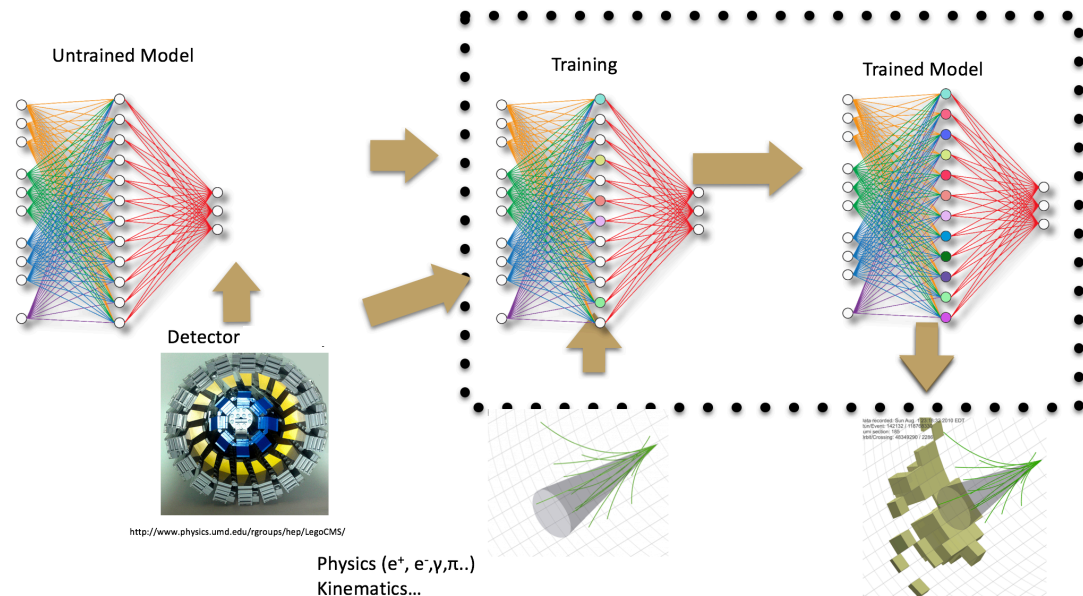 Untrained Model
Training
Trained Model
Detector
http://www.physics.umd.edu/rgroups/hep/LegoCMS/
Physics (e⁺, e⁻,γ,π..)
Kinematics…